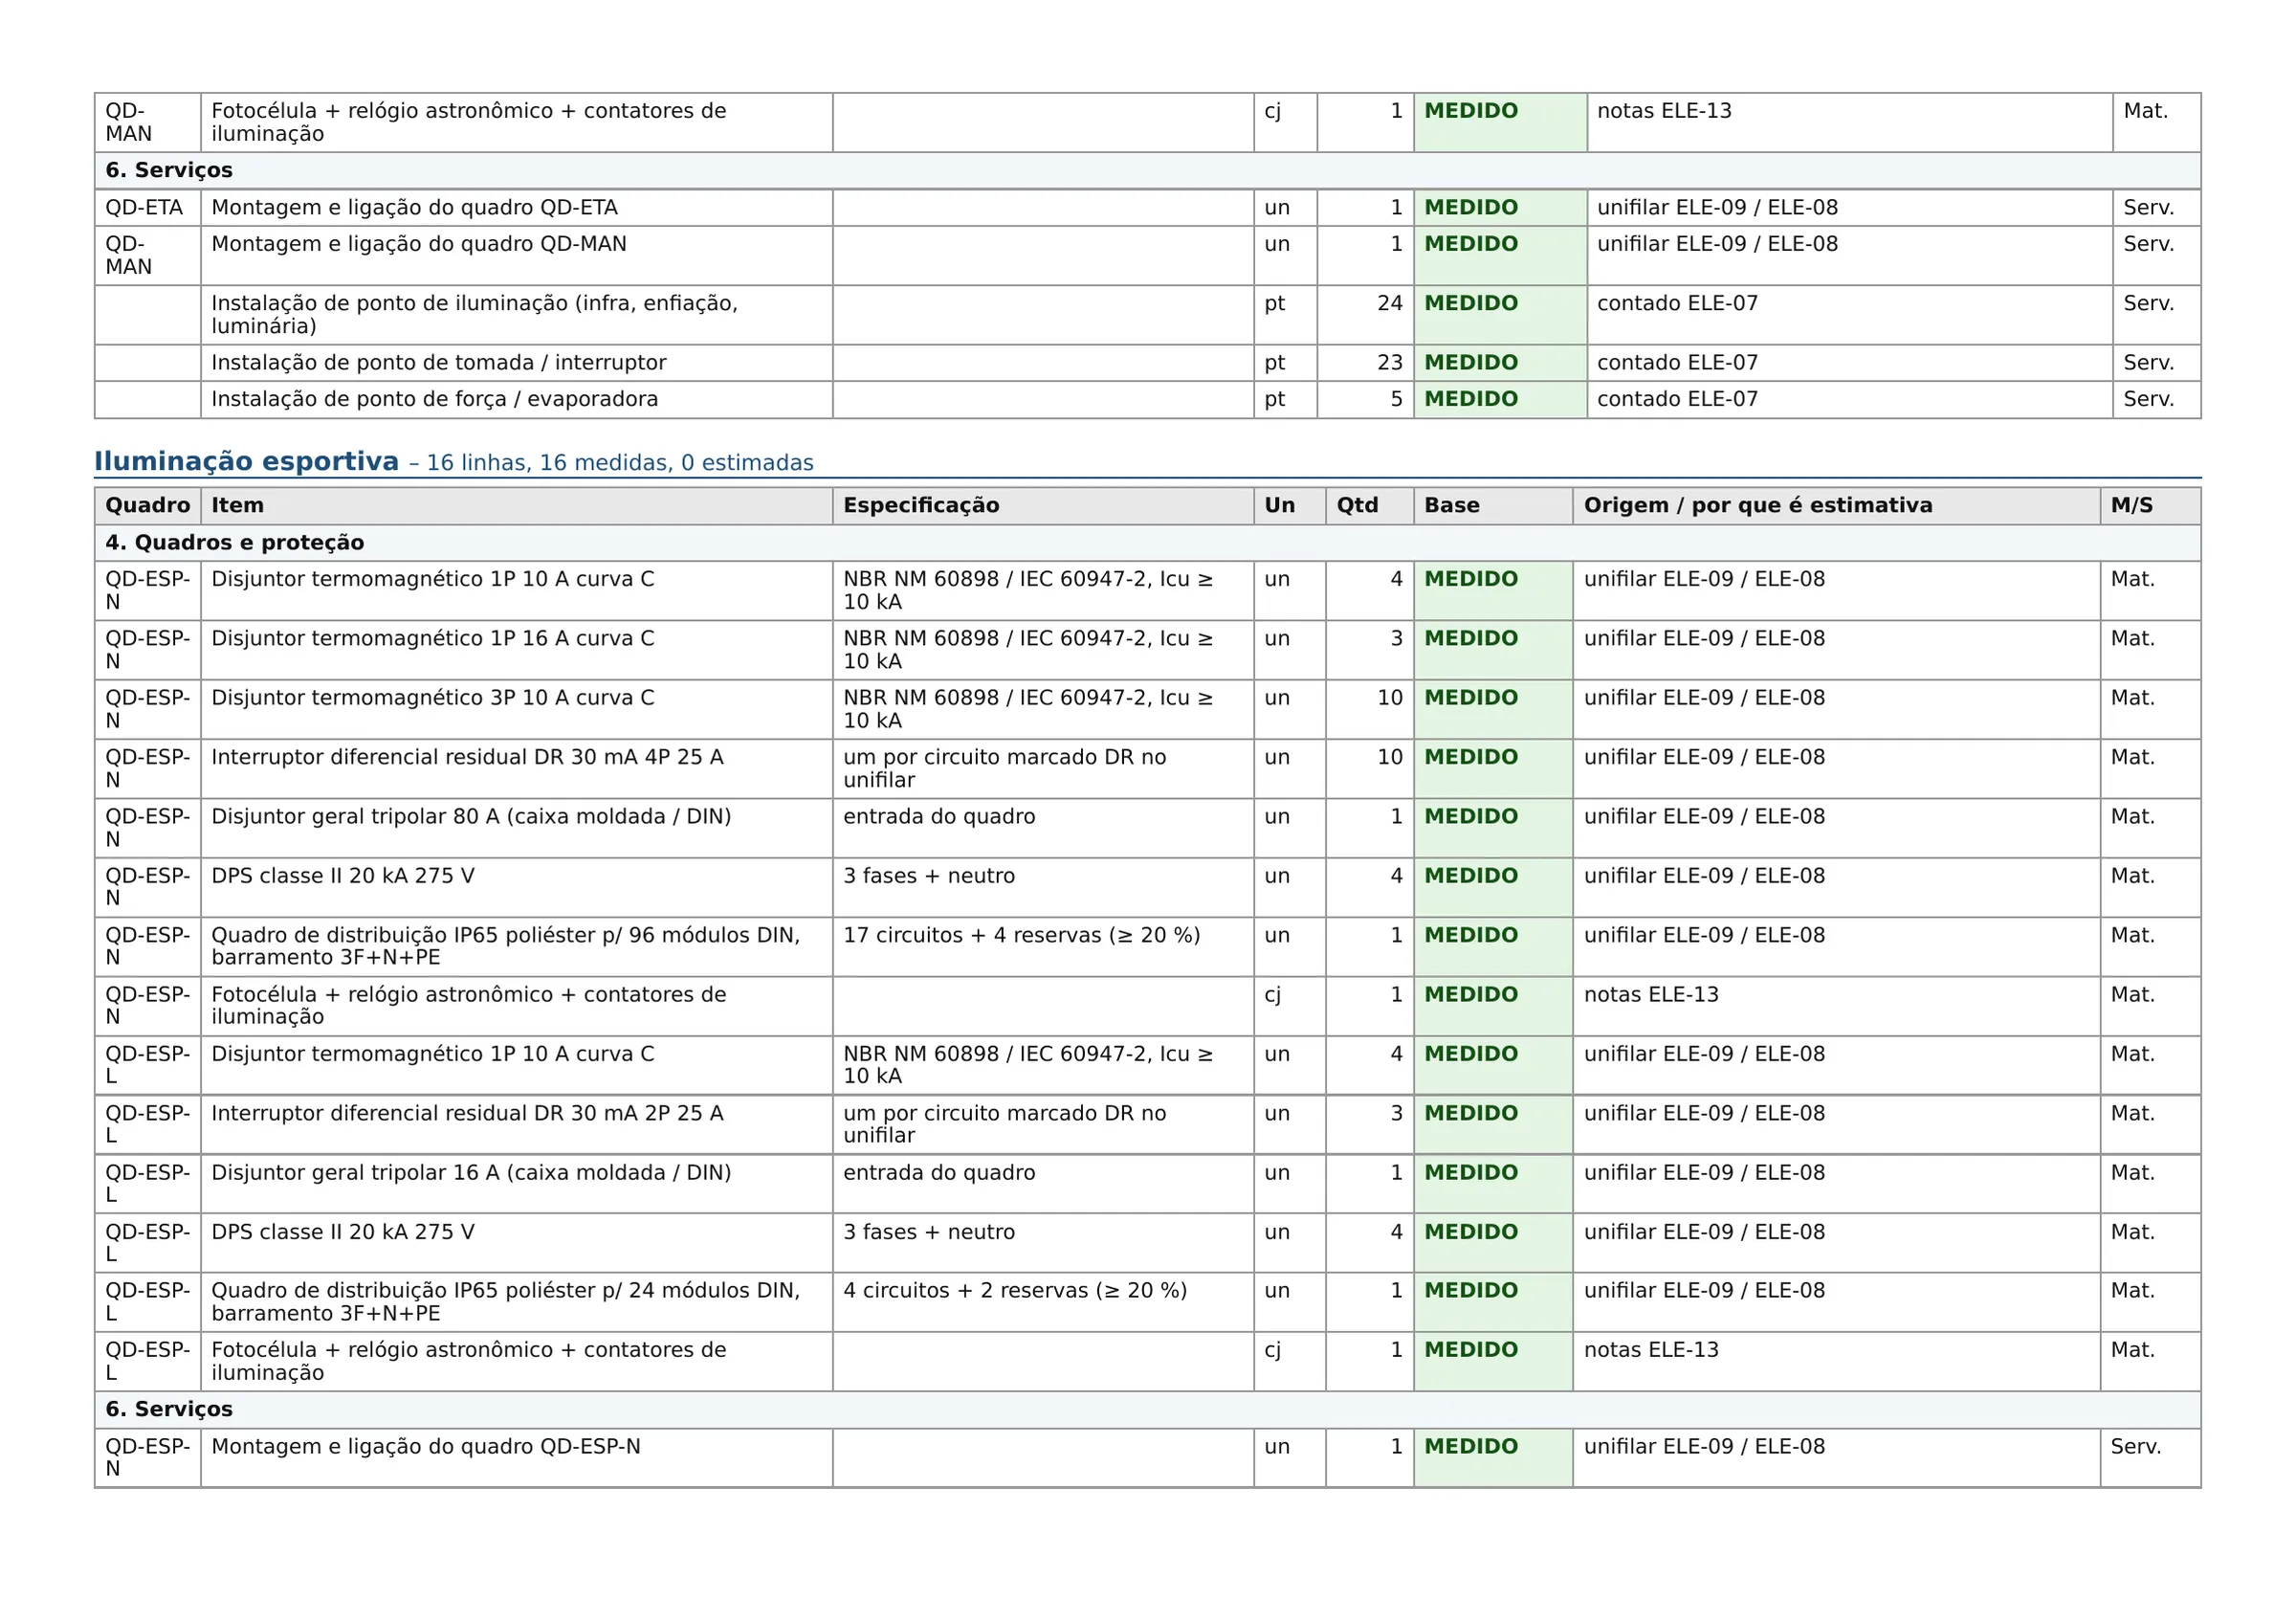 QD- Fotocélula + relógio astronômico + contatores de cj 1 MEDIDO notas ELE-13 Mat.
MAN iluminação
6. Serviços
QD-ETA Montagem e ligação do quadro QD-ETA un 1 MEDIDO unifilar ELE-09 / ELE-08 Serv.
QD- Montagem e ligação do quadro QD-MAN un 1 MEDIDO unifilar ELE-09 / ELE-08 Serv.
MAN
Instalação de ponto de iluminação (infra, enfiação, pt 24 MEDIDO contado ELE-07 Serv.
luminária)
Instalação de ponto de tomada / interruptor pt 23 MEDIDO contado ELE-07 Serv.
Instalação de ponto de força / evaporadora pt 5 MEDIDO contado ELE-07 Serv.
Iluminação esportiva – 16 linhas, 16 medidas, 0 estimadas
Quadro Item Especificação Un Qtd Base Origem / por que é estimativa M/S
4. Quadros e proteção
QD-ESP- Disjuntor termomagnético 1P 10 A curva C NBR NM 60898 / IEC 60947-2, Icu ≥ un 4 MEDIDO unifilar ELE-09 / ELE-08 Mat.
N 10 kA
QD-ESP- Disjuntor termomagnético 1P 16 A curva C NBR NM 60898 / IEC 60947-2, Icu ≥ un 3 MEDIDO unifilar ELE-09 / ELE-08 Mat.
N 10 kA
QD-ESP- Disjuntor termomagnético 3P 10 A curva C NBR NM 60898 / IEC 60947-2, Icu ≥ un 10 MEDIDO unifilar ELE-09 / ELE-08 Mat.
N 10 kA
QD-ESP- Interruptor diferencial residual DR 30 mA 4P 25 A um por circuito marcado DR no un 10 MEDIDO unifilar ELE-09 / ELE-08 Mat.
N unifilar
QD-ESP- Disjuntor geral tripolar 80 A (caixa moldada / DIN) entrada do quadro un 1 MEDIDO unifilar ELE-09 / ELE-08 Mat.
N
QD-ESP- DPS classe II 20 kA 275 V 3 fases + neutro un 4 MEDIDO unifilar ELE-09 / ELE-08 Mat.
N
QD-ESP- Quadro de distribuição IP65 poliéster p/ 96 módulos DIN, 17 circuitos + 4 reservas (≥ 20 %) un 1 MEDIDO unifilar ELE-09 / ELE-08 Mat.
N barramento 3F+N+PE
QD-ESP- Fotocélula + relógio astronômico + contatores de cj 1 MEDIDO notas ELE-13 Mat.
N iluminação
QD-ESP- Disjuntor termomagnético 1P 10 A curva C NBR NM 60898 / IEC 60947-2, Icu ≥ un 4 MEDIDO unifilar ELE-09 / ELE-08 Mat.
L 10 kA
QD-ESP- Interruptor diferencial residual DR 30 mA 2P 25 A um por circuito marcado DR no un 3 MEDIDO unifilar ELE-09 / ELE-08 Mat.
L unifilar
QD-ESP- Disjuntor geral tripolar 16 A (caixa moldada / DIN) entrada do quadro un 1 MEDIDO unifilar ELE-09 / ELE-08 Mat.
L
QD-ESP- DPS classe II 20 kA 275 V 3 fases + neutro un 4 MEDIDO unifilar ELE-09 / ELE-08 Mat.
L
QD-ESP- Quadro de distribuição IP65 poliéster p/ 24 módulos DIN, 4 circuitos + 2 reservas (≥ 20 %) un 1 MEDIDO unifilar ELE-09 / ELE-08 Mat.
L barramento 3F+N+PE
QD-ESP- Fotocélula + relógio astronômico + contatores de cj 1 MEDIDO notas ELE-13 Mat.
L iluminação
6. Serviços
QD-ESP- Montagem e ligação do quadro QD-ESP-N un 1 MEDIDO unifilar ELE-09 / ELE-08 Serv.
N